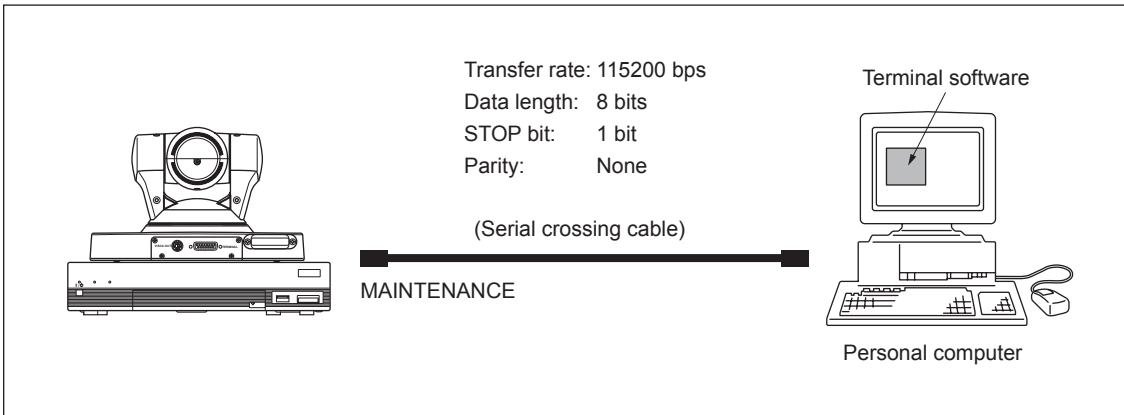 Transfer rate: 115200 bps
Data length: 8 bits
STOP bit: 1 bit
Parity: None
(Serial crossing cable)
MAINTENANCE
Terminal software
Personal computer